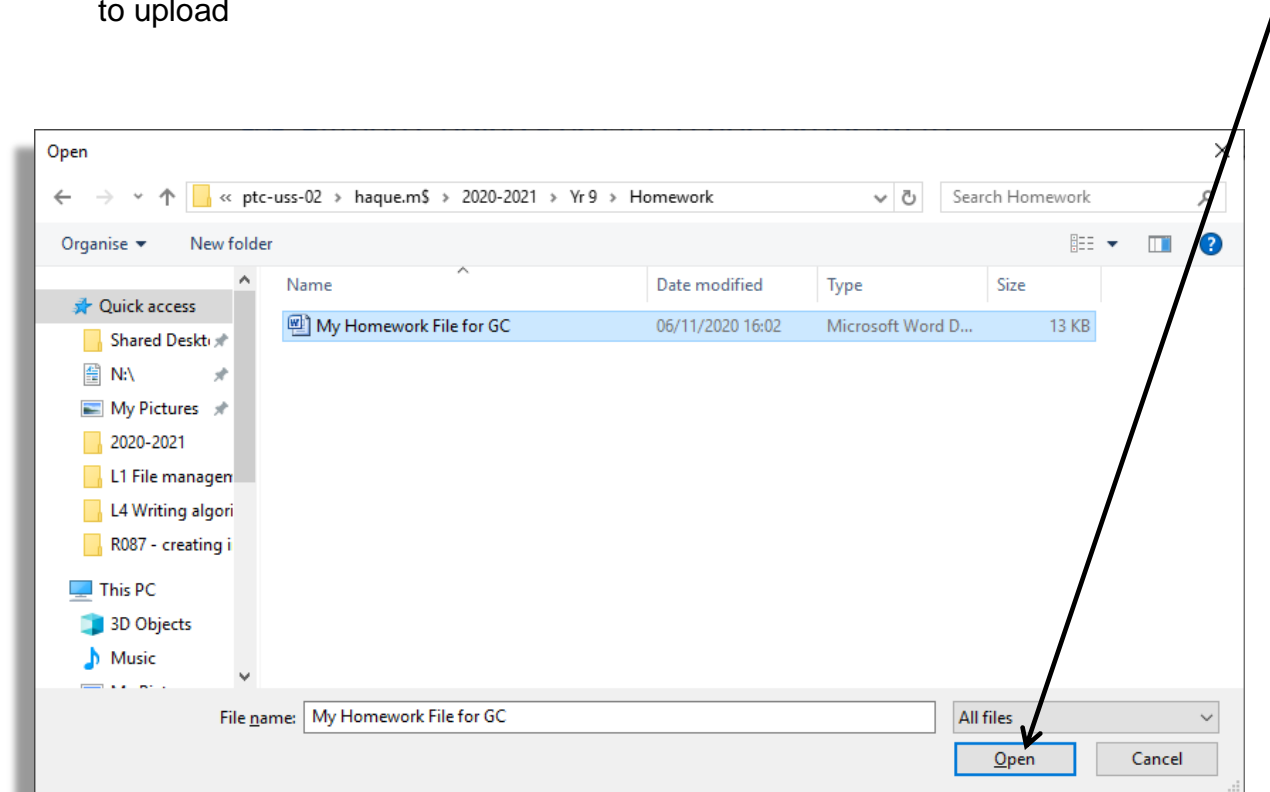 to upload
Open
« ptc-uss-02 > haque.m$ > 2020-2021 > Yr 9 > Homework
Search Homework
Organise
New folder
Name
Date modified
Type
Size
Quick access
Shared Deskt
N:\
My Pictures
2020-2021
L1 File managem
L4 Writing algori
R087 - creating i
This PC
3D Objects
Music
My Homework File for GC
06/11/2020 16:02
Microsoft Word D...
13 KB
File name:
My Homework File for GC
All files
Open
Cancel